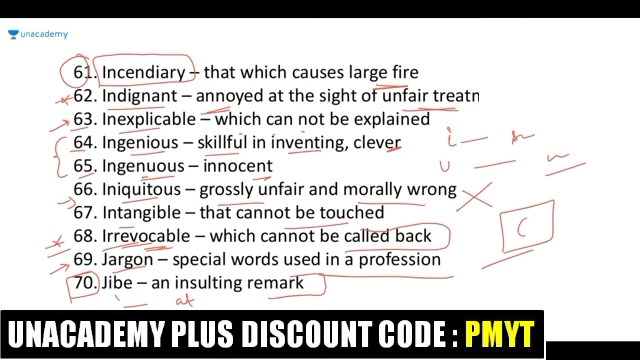 unacademy
61. Incendiary – that which causes large fire
62. Indignant – annoyed at the sight of unfair treatn
63. Inexplicable – which can not be explained
64. Ingenious – skillful in inventing, clever
65. Ingenuous – innocent
66. Iniquitous – grossly unfair and morally wrong
67. Intangible – that cannot be touched
68. Irrevocable – which cannot be called back
69. Jargon – special words used in a profession
70. Jibe – an insulting remark
at
UNACADEMY PLUS DISCOUNT CODE : PMYT